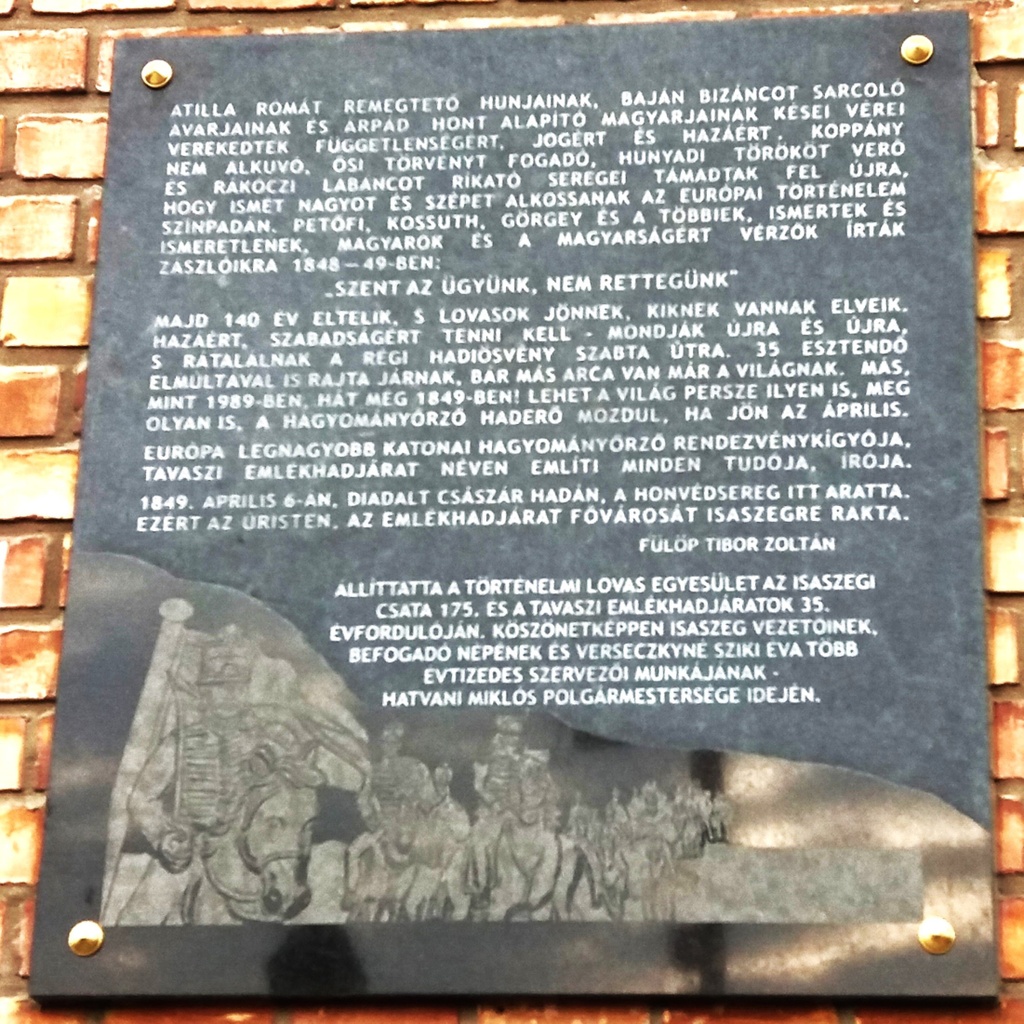 ATILLA ROMÁT REMEGTETŐ HUNJAINAK, BAJÁN BIZÁNCOT SARCOLÓ
AVARJAINAK ÉS ÁRPÁD HONT ALAPÍTÓ MAGYARJAINAK KÉSEI VÉREI
VEREKEDTEK FÜGGETLENSÉGÉRT, JOGÉRT ÉS HAZÁÉRT. KOPPÁNY
NEM ALKUVÓ, ŐSI TÖRVÉNYT FOGADÓ, HUNYADI TÖRÖKÖT VERŐ
ÉS RÁKÓCZI LABANCOT RÍKATÓ SEREGEI TÁMADTAK FEL ÚJRA,
HOGY ISMÉT NAGYOT ÉS SZÉPET ALKOSSANAK AZ EURÓPAI TÖRTÉNELEM
SZÍNPADÁN. PETŐFI, KOSSUTH, GÖRGEY ÉS A TÖBBIEK, ISMERTEK ÉS
ISMERETLENEK, MAGYAROK ÉS A MAGYARSÁGÉRT VÉRZŐK ÍRTÁK
ZÁSZLÓIKRA 1848–49-BEN:
„SZENT AZ ÜGYÜNK, NEM RETTEGÜNK"
MAJD 140 ÉV ELTELIK, S LOVASOK JÖNNEK, KIKNEK VANNAK ELVEIK.
HAZÁÉRT, SZABADSÁGÉRT TENNI KELL - MONDJÁK ÚJRA ÉS ÚJRA,
S RÁTALÁLNAK A RÉGI HADIÖSVÉNY SZABTA ÚTRA. 35 ESZTENDŐ
ELMÚLTÁVAL IS RAJTA JÁRNAK, BÁR MÁS ARCA VAN MÁR A VILÁGNAK. MÁS,
MINT 1989-BEN, HÁT MÉG 1849-BEN! LEHET A VILÁG PERSZE ILYEN IS, MEG
OLYAN IS, A HAGYOMÁNYŐRZŐ HADERŐ MOZDUL, HA JÖN AZ ÁPRILIS.
EURÓPA LEGNAGYOBB KATONAI HAGYOMÁNYŐRZŐ RENDEZVÉNYKÍGYÓJA,
TAVASZI EMLÉKHADJÁRAT NÉVEN EMLÍTI MINDEN TUDÓJA, ÍRÓJA.
1849. ÁPRILIS 6-ÁN, DIADALT CSÁSZÁR HADÁN, A HONVÉDSEREG ITT ARATTA.
EZÉRT AZ ÚRISTEN, AZ EMLÉKHADJÁRAT FŐVÁROSÁT ISASZEGRE RAKTA.
FÜLÖP TIBOR ZOLTÁN
ÁLLÍTTATTA A TÖRTÉNELMI LOVAS EGYESÜLET AZ ISASZEGI
CSATA 175. ÉS A TAVASZI EMLÉKHADJÁRATOK 35.
ÉVFORDULÓJÁN. KÖSZÖNETKÉPPEN ISASZEG VEZETŐINEK,
BEFOGADÓ NÉPÉNEK ÉS VERSECZKYNÉ SZIKI ÉVA TÖBB
ÉVTIZEDES SZERVEZŐI MUNKÁJÁNAK -
HATVANI MIKLÓS POLGÁRMESTERSÉGE IDEJÉN.